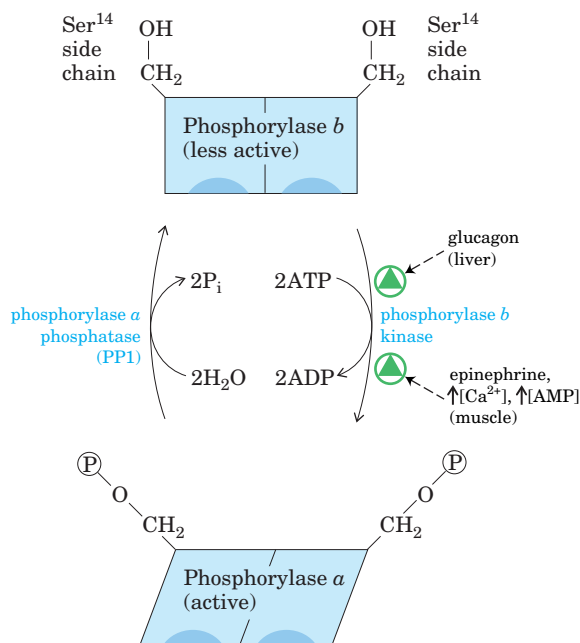 Ser¹⁴
side
chain
OH
CH₂
OH
CH₂
Ser¹⁴
side
chain
Phosphorylase b
(less active)
glucagon
(liver)
2Pᵢ
2ATP
phosphorylase a
phosphatase
(PP1)
phosphorylase b
kinase
2H₂O
2ADP
epinephrine,
↑[Ca²⁺], ↑[AMP]
(muscle)
P
O
CH₂
P
O
CH₂
Phosphorylase a
(active)